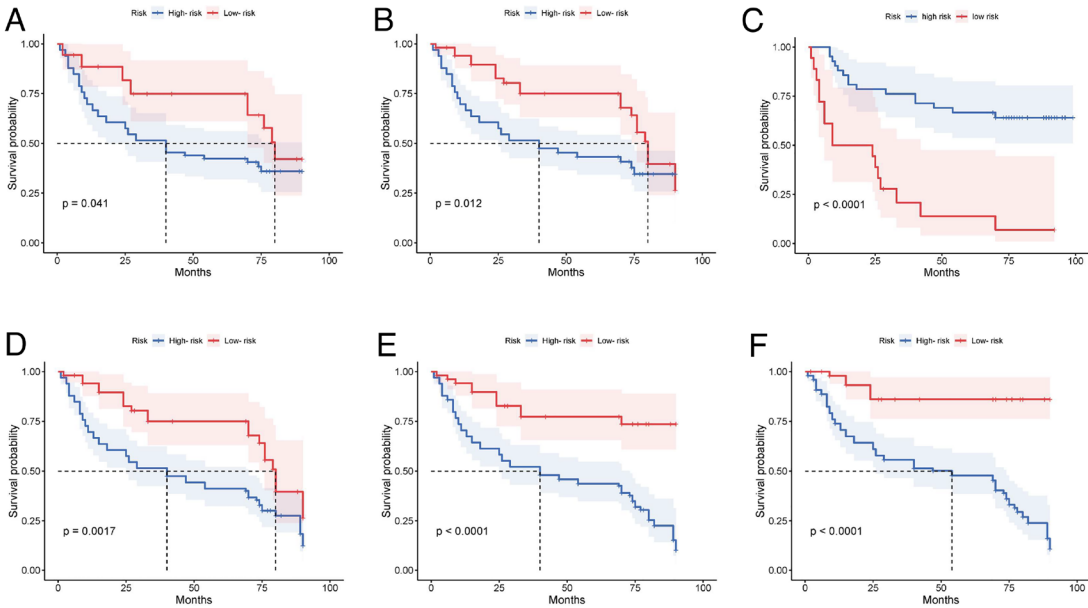 A
Risk High- risk Low- risk
Survival probability
1.00
0.75
0.50
0.25
0.00
p = 0.041
0 25 50 75 100
Months
B
Risk High- risk Low- risk
Survival probability
1.00
0.75
0.50
0.25
0.00
p = 0.012
0 25 50 75 100
Months
C
Risk high risk low risk
Survival probability
1.00
0.75
0.50
0.25
0.00
p < 0.0001
0 25 50 75 100
Months
D
Risk High- risk Low- risk
Survival probability
1.00
0.75
0.50
0.25
0.00
p = 0.0017
0 25 50 75 100
Months
E
Risk High- risk Low- risk
Survival probability
1.00
0.75
0.50
0.25
0.00
p < 0.0001
0 25 50 75 100
Months
F
Risk High- risk Low- risk
Survival probability
1.00
0.75
0.50
0.25
0.00
p < 0.0001
0 25 50 75 100
Months